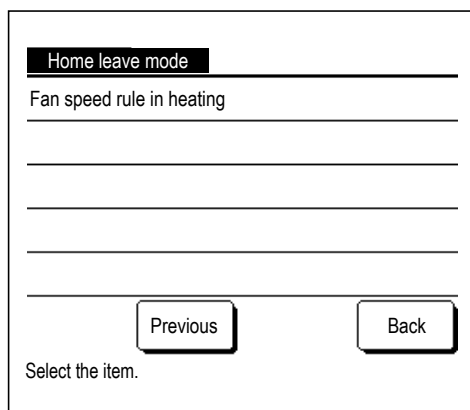 Home leave mode
Fan speed rule in heating
Previous Back
Select the item.